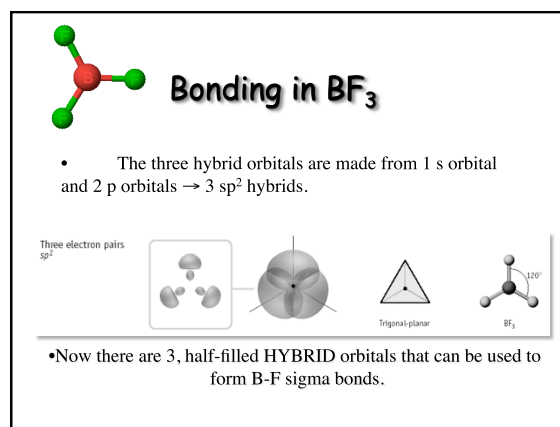 B
F
F
F
Bonding in BF₃
• The three hybrid orbitals are made from 1 s orbital
and 2 p orbitals → 3 sp² hybrids.
Three electron pairs
sp²
120°
Trigonal-planar
BF₃
•Now there are 3, half-filled HYBRID orbitals that can be used to
form B-F sigma bonds.